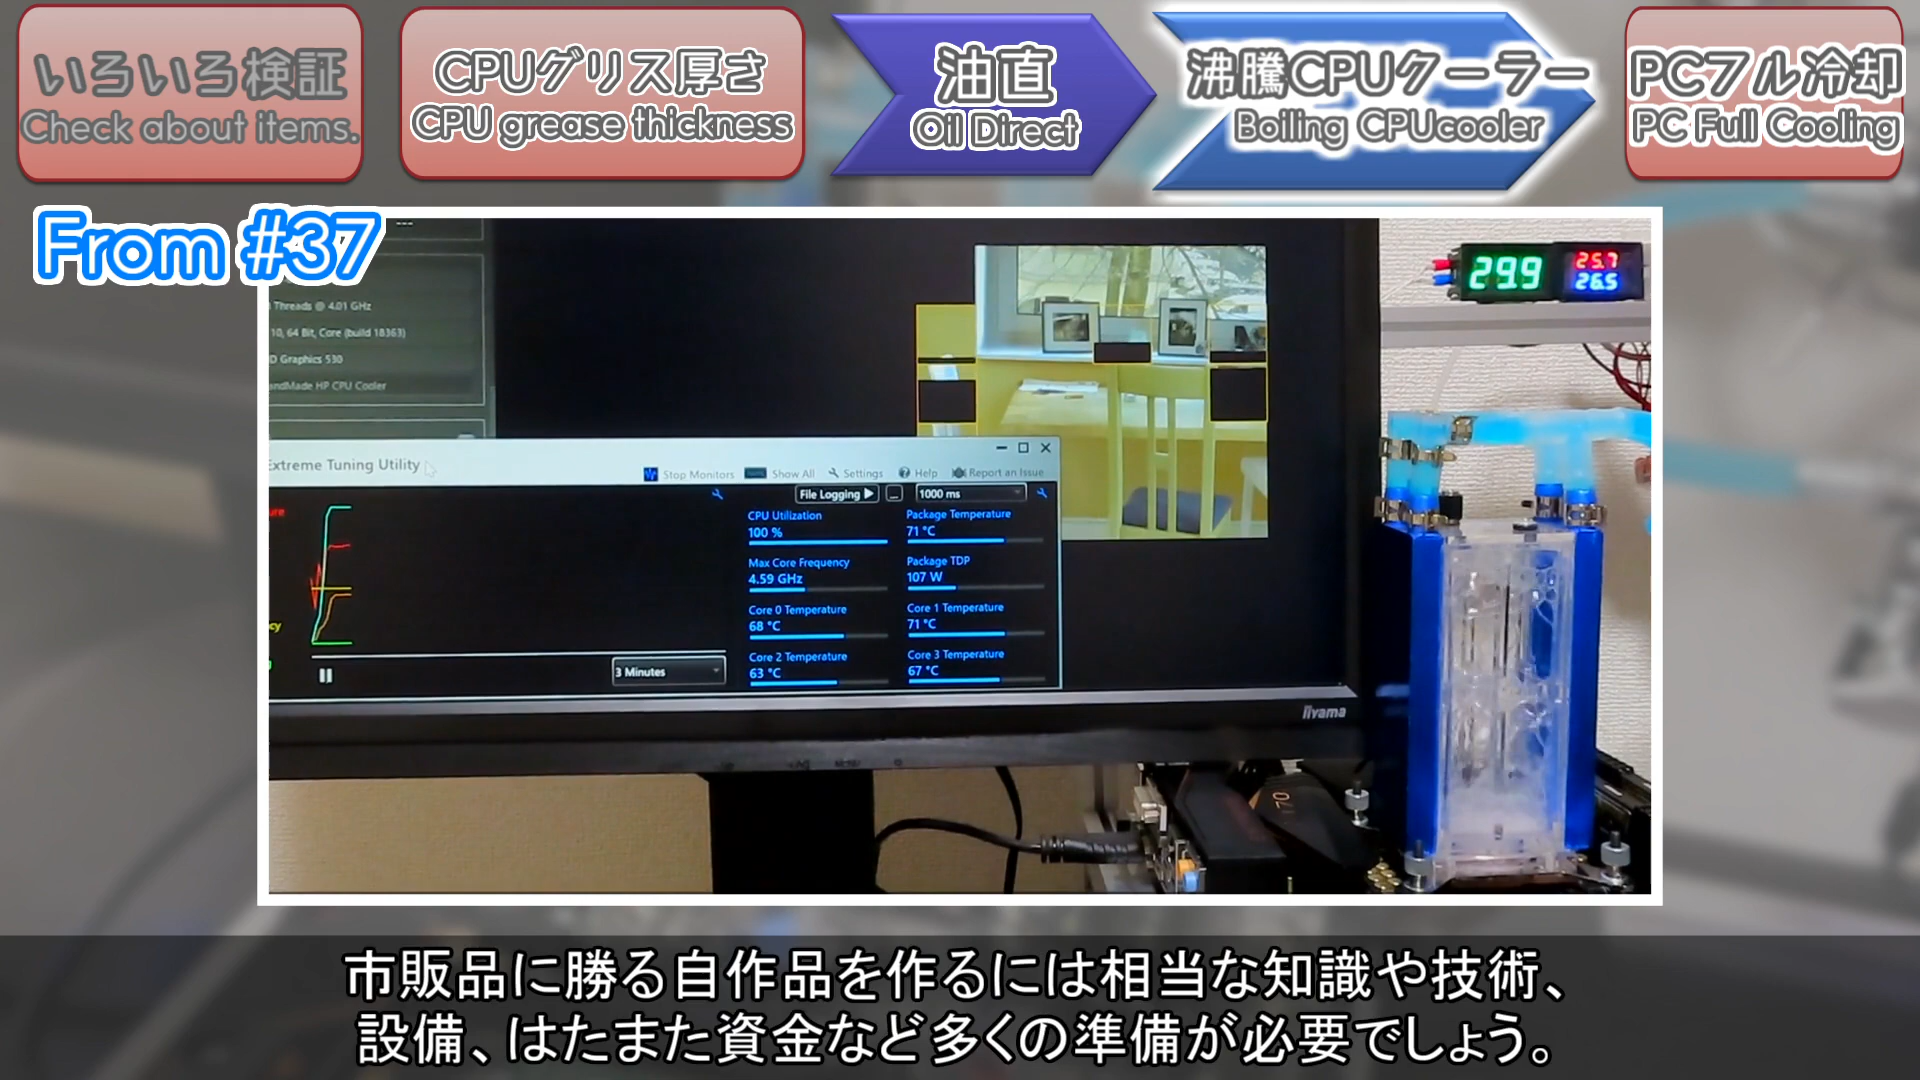 いろいろ検証
Check about items.
CPUグリス厚さ
CPU grease thickness
油直
Oil Direct
沸騰CPUクーラー
Boiling CPUcooler
PCフル冷却
PC Full Cooling
From #37
29.9
25.7
26.5
Threads @ 4.01 GHz
10, 64 Bit, Core (build 18363)
D Graphics 530
andMade HP CPU Cooler
Extreme Tuning Utility
Stop Monitors
Show All
Settings
Help
Report an Issue
File Logging
...
1000 ms
CPU Utilization
100 %
Package Temperature
71 °C
Max Core Frequency
4.59 GHz
Package TDP
107 W
Core 0 Temperature
68 °C
Core 1 Temperature
71 °C
Core 2 Temperature
63 °C
Core 3 Temperature
67 °C
3 Minutes
iiyama
市販品に勝る自作品を作るには相当な知識や技術、
設備、はたまた資金など多くの準備が必要でしょう。